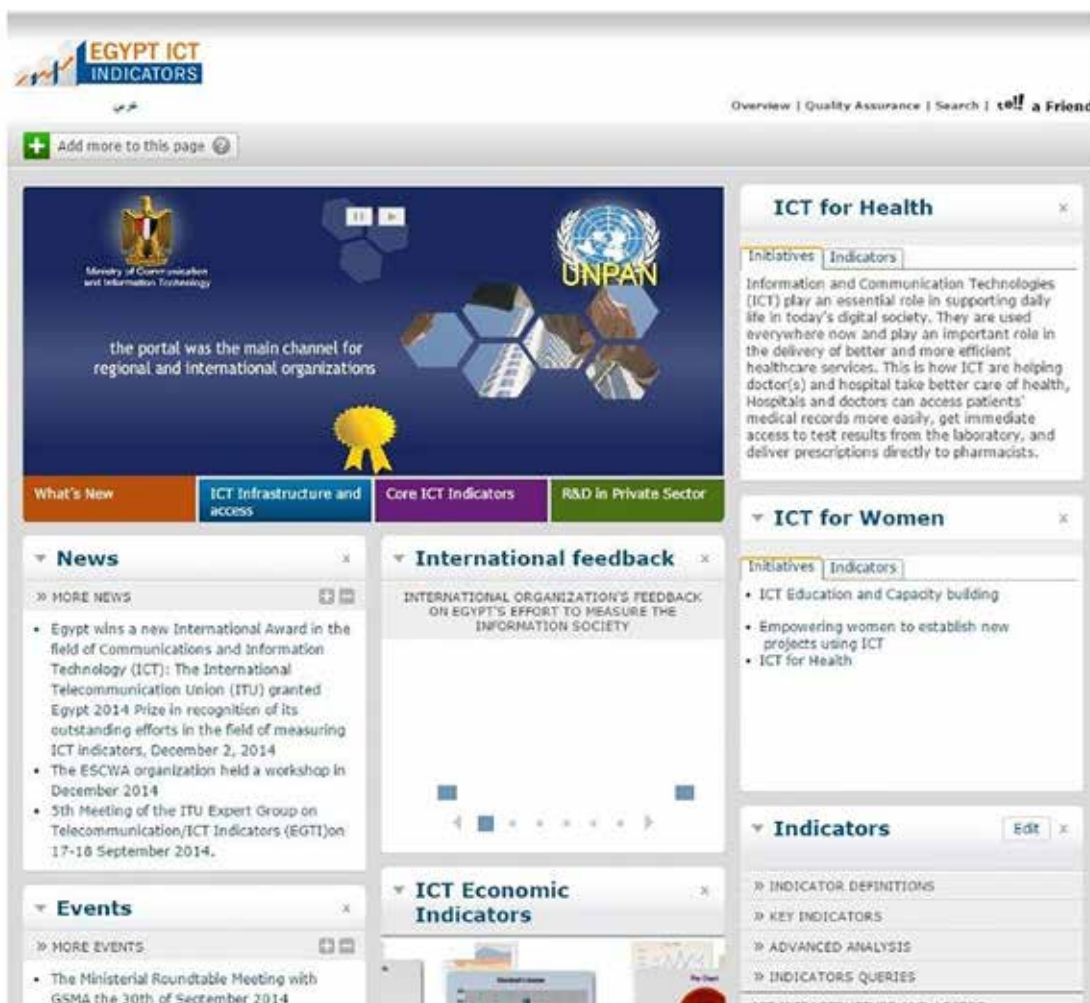 EGYPT ICT
INDICATORS
عربي
Overview | Quality Assurance | Search | tell a Friend
Add more to this page
Ministry of Communication
and Information Technology
UNPAN
the portal was the main channel for
regional and international organizations
What's New
ICT Infrastructure and
access
Core ICT Indicators
R&D in Private Sector
News
» MORE NEWS
• Egypt wins a new International Award in the
field of Communications and Information
Technology (ICT): The International
Telecommunication Union (ITU) granted
Egypt 2014 Prize in recognition of its
outstanding efforts in the field of measuring
ICT indicators, December 2, 2014
• The ESCWA organization held a workshop in
December 2014
• 5th Meeting of the ITU Expert Group on
Telecommunication/ICT Indicators (EGTI)on
17-18 September 2014.
Events
» MORE EVENTS
• The Ministerial Roundtable Meeting with
GSMA the 30th of September 2014
International feedback
INTERNATIONAL ORGANIZATION'S FEEDBACK
ON EGYPT'S EFFORT TO MEASURE THE
INFORMATION SOCIETY
ICT Economic
Indicators
ICT for Health
Initiatives Indicators
Information and Communication Technologies
(ICT) play an essential role in supporting daily
life in today's digital society. They are used
everywhere now and play an important role in
the delivery of better and more efficient
healthcare services. This is how ICT are helping
doctor(s) and hospital take better care of health,
Hospitals and doctors can access patients'
medical records more easily, get immediate
access to test results from the laboratory, and
deliver prescriptions directly to pharmacists.
ICT for Women
Initiatives Indicators
• ICT Education and Capacity building
• Empowering women to establish new
projects using ICT
• ICT for Health
Indicators Edit
» INDICATOR DEFINITIONS
» KEY INDICATORS
» ADVANCED ANALYSIS
» INDICATORS QUERIES